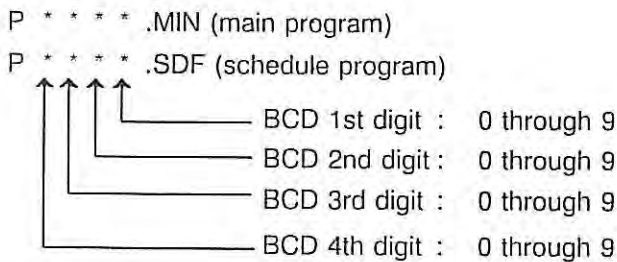 P * * * * .MIN (main program)
P * * * * .SDF (schedule program)
BCD 1st digit : 0 through 9
BCD 2nd digit : 0 through 9
BCD 3rd digit : 0 through 9
BCD 4th digit : 0 through 9